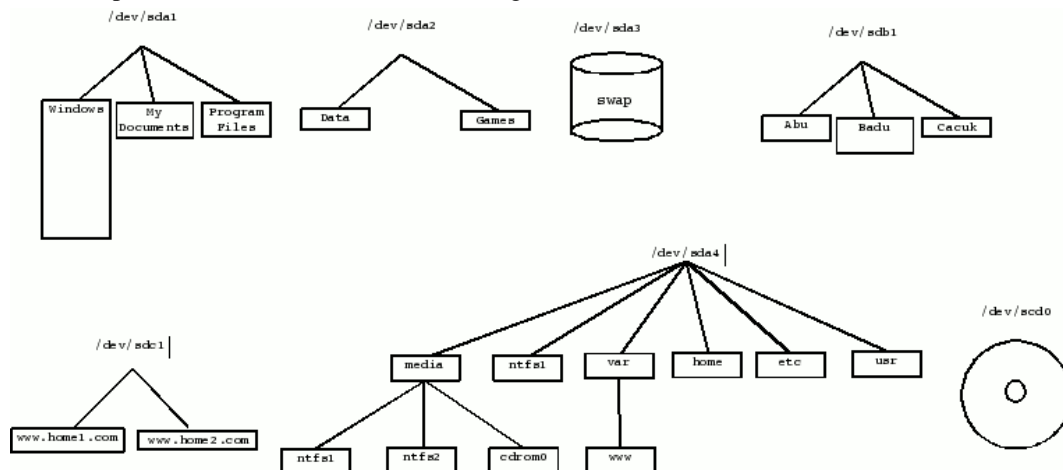 /dev/sda1
/dev/sda2
/dev/sda3
/dev/sdb1
Windows
My
Documents
Program
Files
Data
Games
swap
Abu
Badu
Cacuk
/dev/sda4
/dev/sdc1
/dev/scd0
media
ntfs1
var
home
etc
usr
www.home1.com
www.home2.com
ntfs1
ntfs2
cdrom0
www